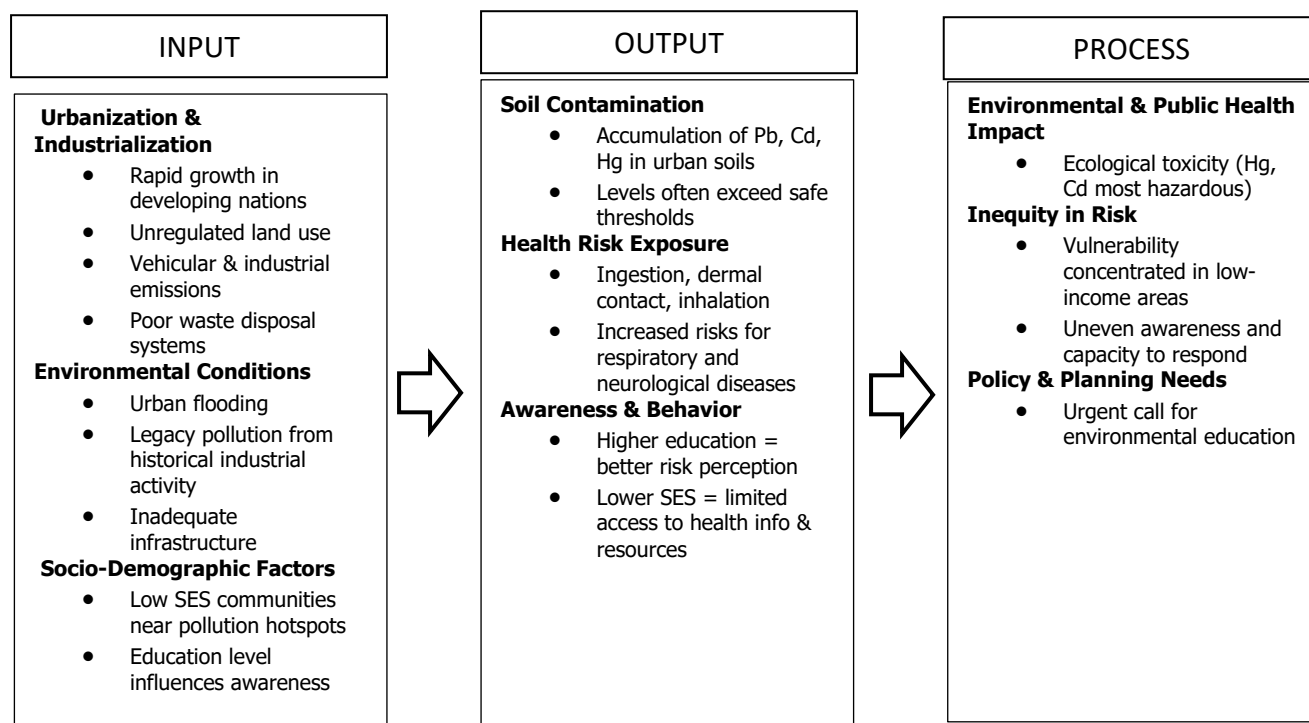 INPUT
Urbanization &
Industrialization
● Rapid growth in
developing nations
● Unregulated land use
● Vehicular & industrial
emissions
● Poor waste disposal
systems
Environmental Conditions
● Urban flooding
● Legacy pollution from
historical industrial
activity
● Inadequate
infrastructure
Socio-Demographic Factors
● Low SES communities
near pollution hotspots
● Education level
influences awareness
OUTPUT
Soil Contamination
● Accumulation of Pb, Cd,
Hg in urban soils
● Levels often exceed safe
thresholds
Health Risk Exposure
● Ingestion, dermal
contact, inhalation
● Increased risks for
respiratory and
neurological diseases
Awareness & Behavior
● Higher education =
better risk perception
● Lower SES = limited
access to health info &
resources
PROCESS
Environmental & Public Health
Impact
● Ecological toxicity (Hg,
Cd most hazardous)
Inequity in Risk
● Vulnerability
concentrated in low-
income areas
● Uneven awareness and
capacity to respond
Policy & Planning Needs
● Urgent call for
environmental education